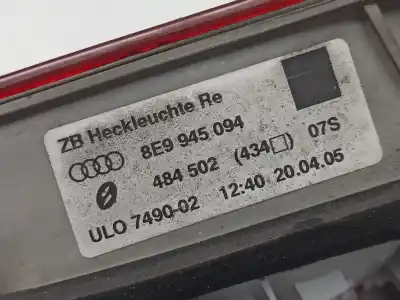 ZB Heckleuchte Re
8E9 945 094
484 502 (434□) 07S
ULO 7490-02 12:40 20.04.05